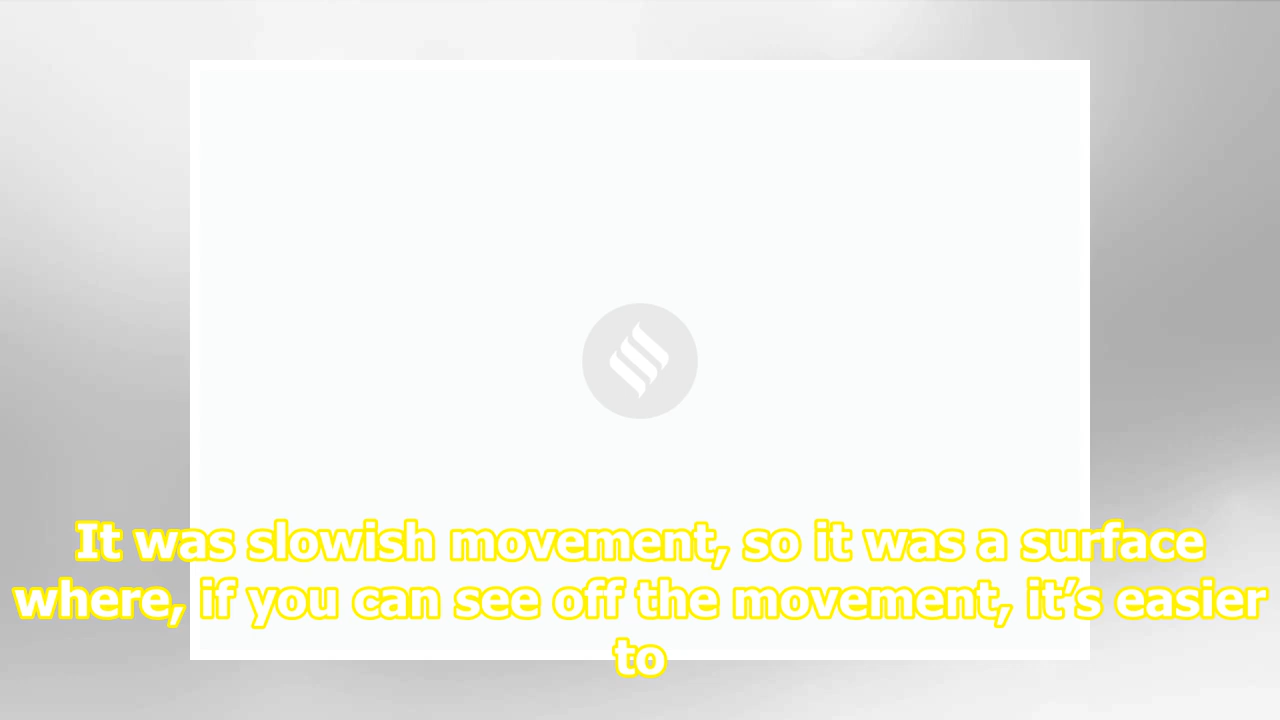 It was slowish movement, so it was a surface
where, if you can see off the movement, it’s easier
to